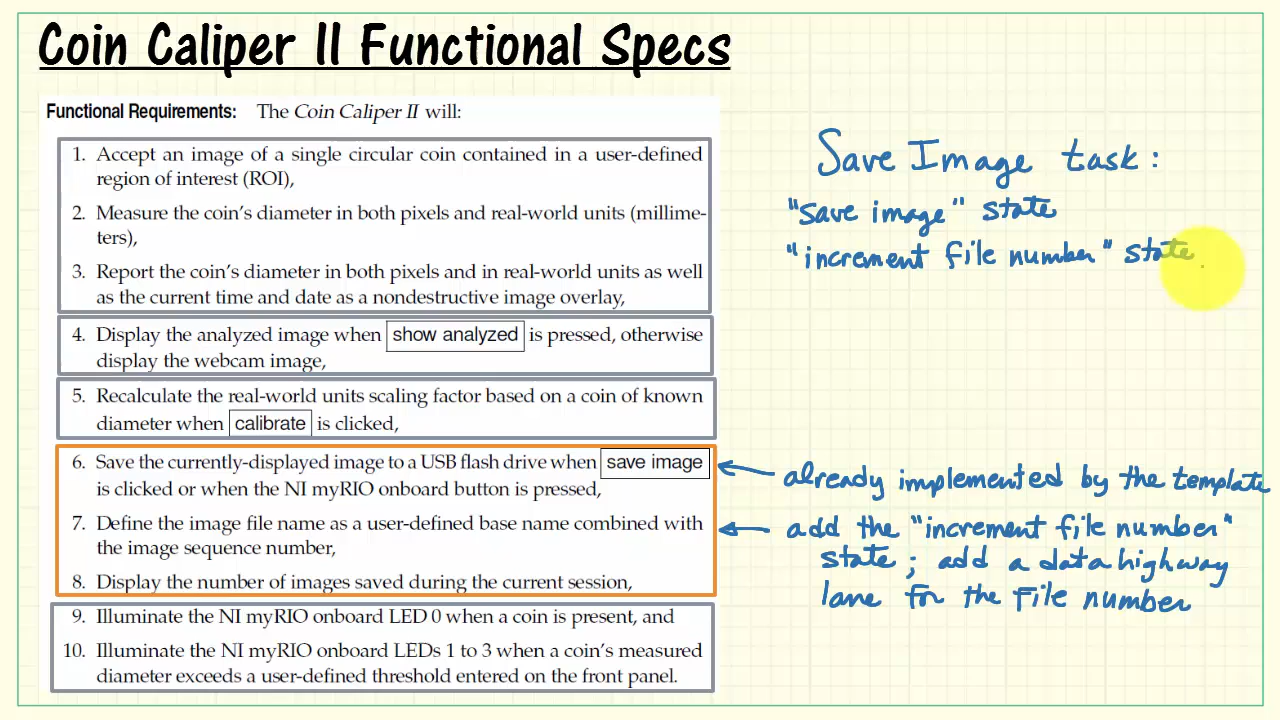 Coin Caliper II Functional Specs
Functional Requirements: The Coin Caliper II will:
1. Accept an image of a single circular coin contained in a user-defined
region of interest (ROI),
2. Measure the coin's diameter in both pixels and real-world units (millime-
ters),
3. Report the coin's diameter in both pixels and in real-world units as well
as the current time and date as a nondestructive image overlay,
4. Display the analyzed image when show analyzed is pressed, otherwise
display the webcam image,
5. Recalculate the real-world units scaling factor based on a coin of known
diameter when calibrate is clicked,
6. Save the currently-displayed image to a USB flash drive when save image
is clicked or when the NI myRIO onboard button is pressed,
7. Define the image file name as a user-defined base name combined with
the image sequence number,
8. Display the number of images saved during the current session,
9. Illuminate the NI myRIO onboard LED 0 when a coin is present, and
10. Illuminate the NI myRIO onboard LEDs 1 to 3 when a coin's measured
diameter exceeds a user-defined threshold entered on the front panel.
Save Image task:
"save image" state
"increment file number" state
already implemented by the template
add the "increment file number"
state; add a data highway
lane for the file number